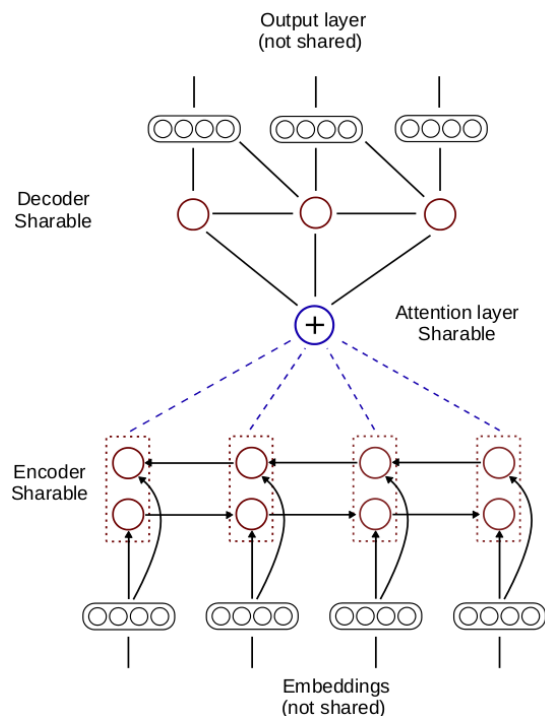 Output layer
(not shared)
Decoder
Sharable
+
Attention layer
Sharable
Encoder
Sharable
Embeddings
(not shared)